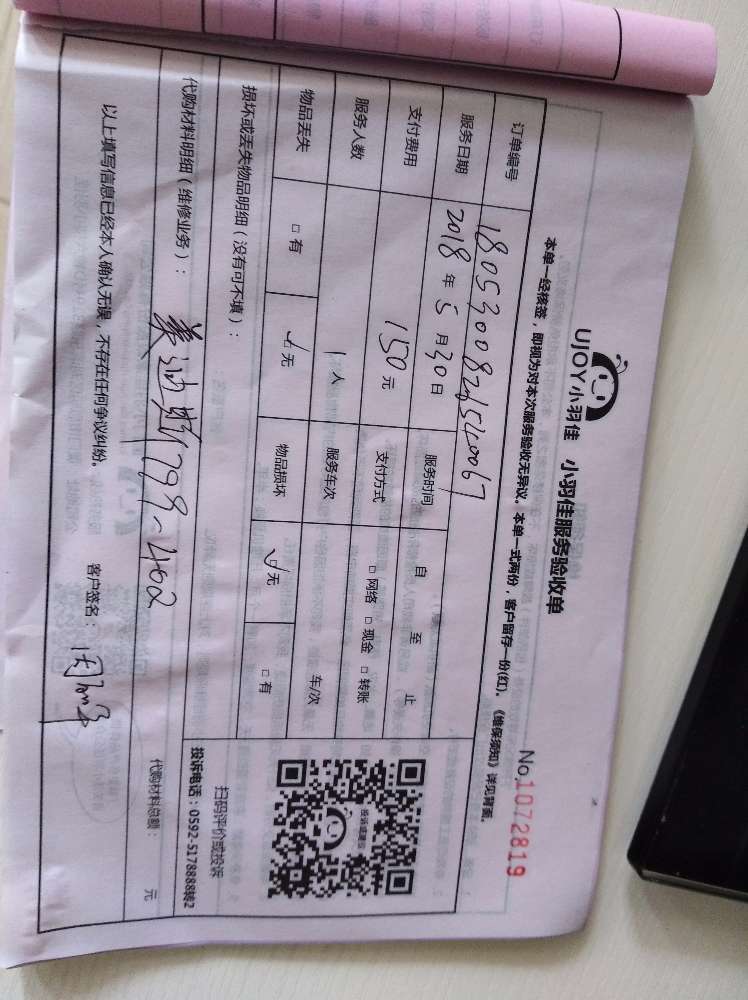 UJOY小羽佳 小羽佳服务验收单
No.1072819
本单一经核签，即视为对本次服务验收无异议。本单一式两份，客户留存一份(红)。《维保须知》详见背面。
订单编号 1805300824540067
服务日期 2018 年 5 月 30 日 服务时间 自 至 止
支付费用 150 元 支付方式 □ 网络 □ 现金 □ 转账
服务人数 1 人 服务车次 车/次
物品丢失 □ 有 ☑ 无 物品损坏 ☑ 无 □ 有
损坏或丢失物品明细（没有可不填）：
代购材料明细（维修业务）： 美迪斯 799-402
代购材料总额： 元
以上填写信息已经本人确认无误，不存在任何争议纠纷。 客户签名：
投诉或建议
扫码评价或投诉
投诉电话：0592-5178888转2